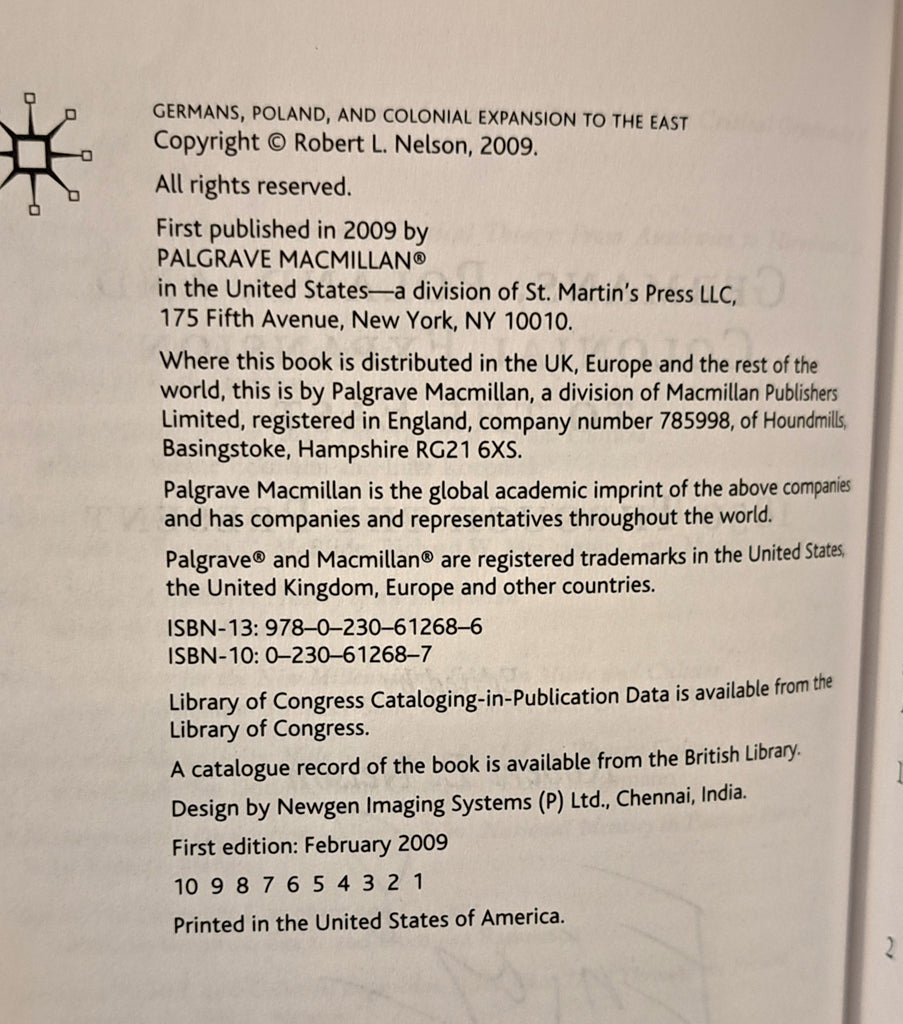 GERMANS, POLAND, AND COLONIAL EXPANSION TO THE EAST
Copyright © Robert L. Nelson, 2009.
All rights reserved.
First published in 2009 by
PALGRAVE MACMILLAN®
in the United States—a division of St. Martin's Press LLC,
175 Fifth Avenue, New York, NY 10010.
Where this book is distributed in the UK, Europe and the rest of the
world, this is by Palgrave Macmillan, a division of Macmillan Publishers
Limited, registered in England, company number 785998, of Houndmills,
Basingstoke, Hampshire RG21 6XS.
Palgrave Macmillan is the global academic imprint of the above companies
and has companies and representatives throughout the world.
Palgrave® and Macmillan® are registered trademarks in the United States,
the United Kingdom, Europe and other countries.
ISBN-13: 978–0–230–61268–6
ISBN-10: 0–230–61268–7
Library of Congress Cataloging-in-Publication Data is available from the
Library of Congress.
A catalogue record of the book is available from the British Library.
Design by Newgen Imaging Systems (P) Ltd., Chennai, India.
First edition: February 2009
10 9 8 7 6 5 4 3 2 1
Printed in the United States of America.
2